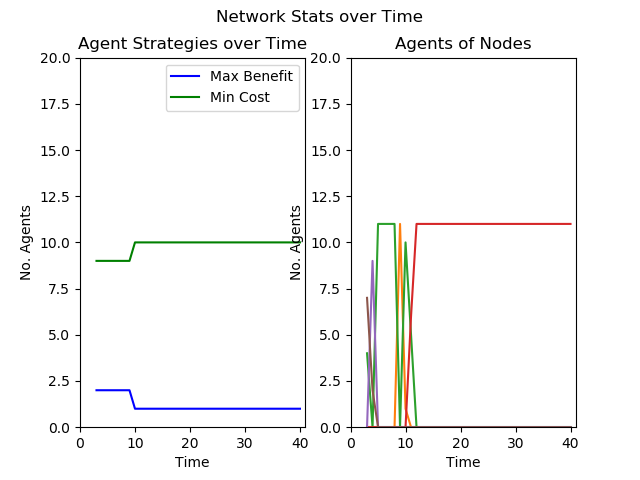 Network Stats over Time
Agent Strategies over Time
Max Benefit
Min Cost
No. Agents
20.0
17.5
15.0
12.5
10.0
7.5
5.0
2.5
0.0
0 10 20 30 40
Time
Agents of Nodes
No. Agents
20.0
17.5
15.0
12.5
10.0
7.5
5.0
2.5
0.0
0 10 20 30 40
Time